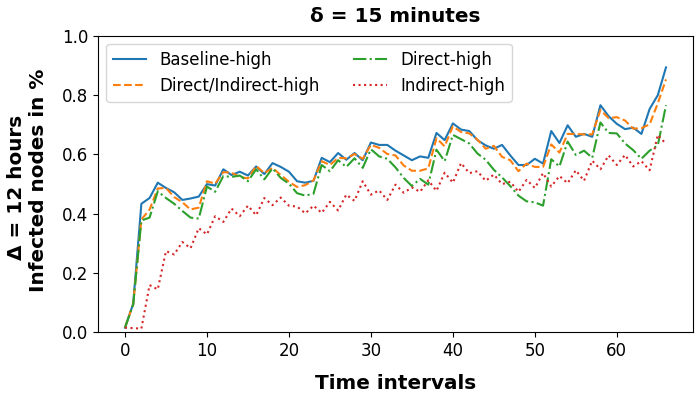 δ = 15 minutes
Δ = 12 hours
Infected nodes in %
1.0
0.8
0.6
0.4
0.2
0.0
Baseline-high
Direct/Indirect-high
Direct-high
Indirect-high
0 10 20 30 40 50 60
Time intervals